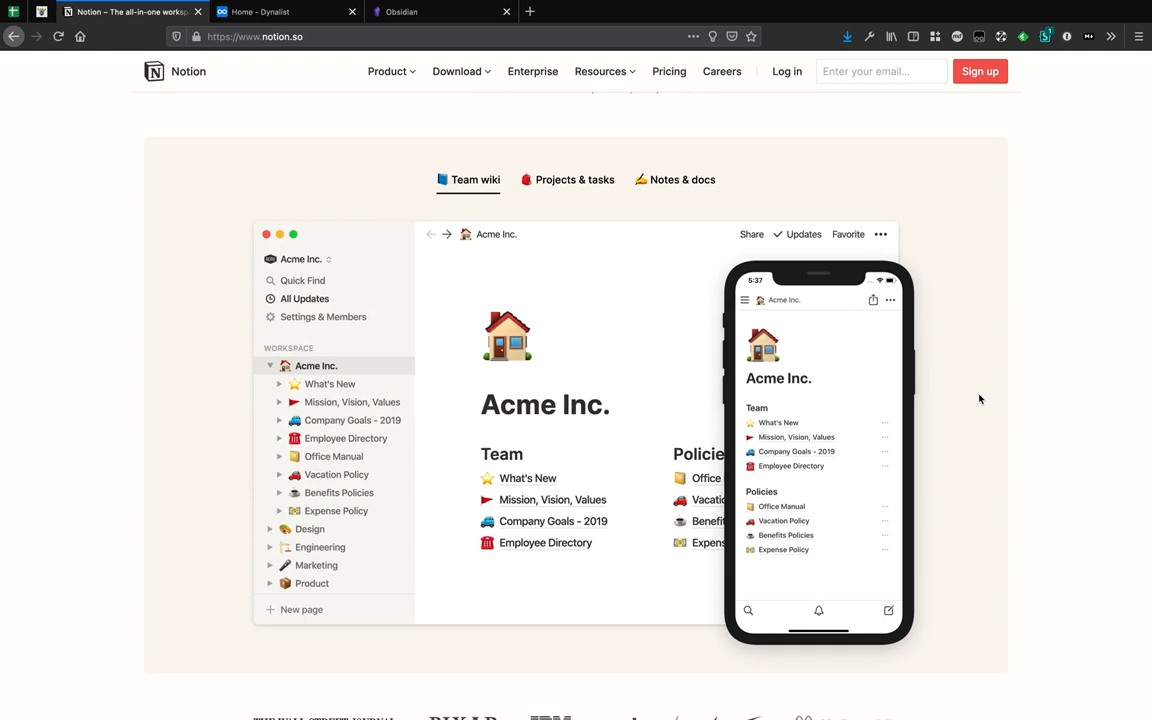 Notion – The all-in-one worksp
Home - Dynalist
Obsidian
https://www.notion.so
Notion
Product
Download
Enterprise
Resources
Pricing
Careers
Log in
Enter your email...
Sign up
Team wiki
Projects & tasks
Notes & docs
Acme Inc.
Quick Find
All Updates
Settings & Members
WORKSPACE
Acme Inc.
What's New
Mission, Vision, Values
Company Goals - 2019
Employee Directory
Office Manual
Vacation Policy
Benefits Policies
Expense Policy
Design
Engineering
Marketing
Product
New page
Acme Inc.
Share
Updates
Favorite
Acme Inc.
Team
What's New
Mission, Vision, Values
Company Goals - 2019
Employee Directory
Policie
Office
Vacatio
Benefi
Expens
5:37
Acme Inc.
Acme Inc.
Team
What's New
Mission, Vision, Values
Company Goals - 2019
Employee Directory
Policies
Office Manual
Vacation Policy
Benefits Policies
Expense Policy
THE WALL STREET JOURNAL
PIXAR
IBM